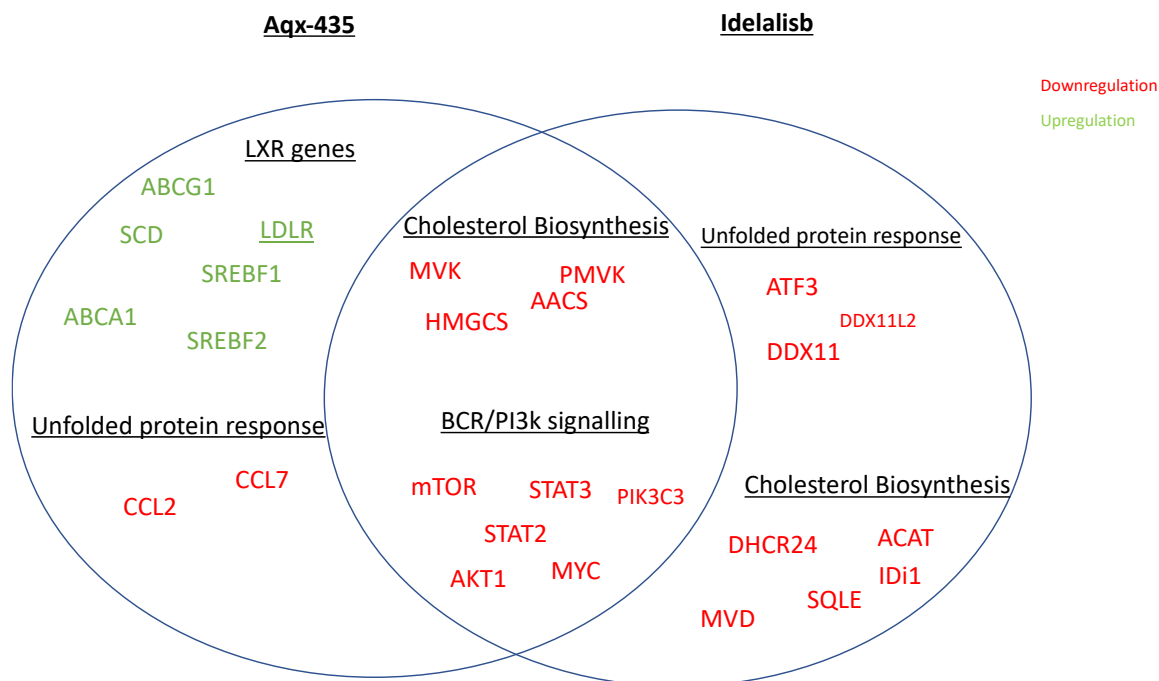 Aqx-435
Idelalisb
Downregulation
Upregulation
LXR genes
ABCG1
SCD
LDLR
SREBF1
ABCA1
SREBF2
Unfolded protein response
CCL7
CCL2
Cholesterol Biosynthesis
MVK
PMVK
AACS
HMGCS
BCR/PI3k signalling
mTOR
STAT3
PIK3C3
STAT2
AKT1
MYC
Unfolded protein response
ATF3
DDX11L2
DDX11
Cholesterol Biosynthesis
DHCR24
ACAT
IDi1
SQLE
MVD